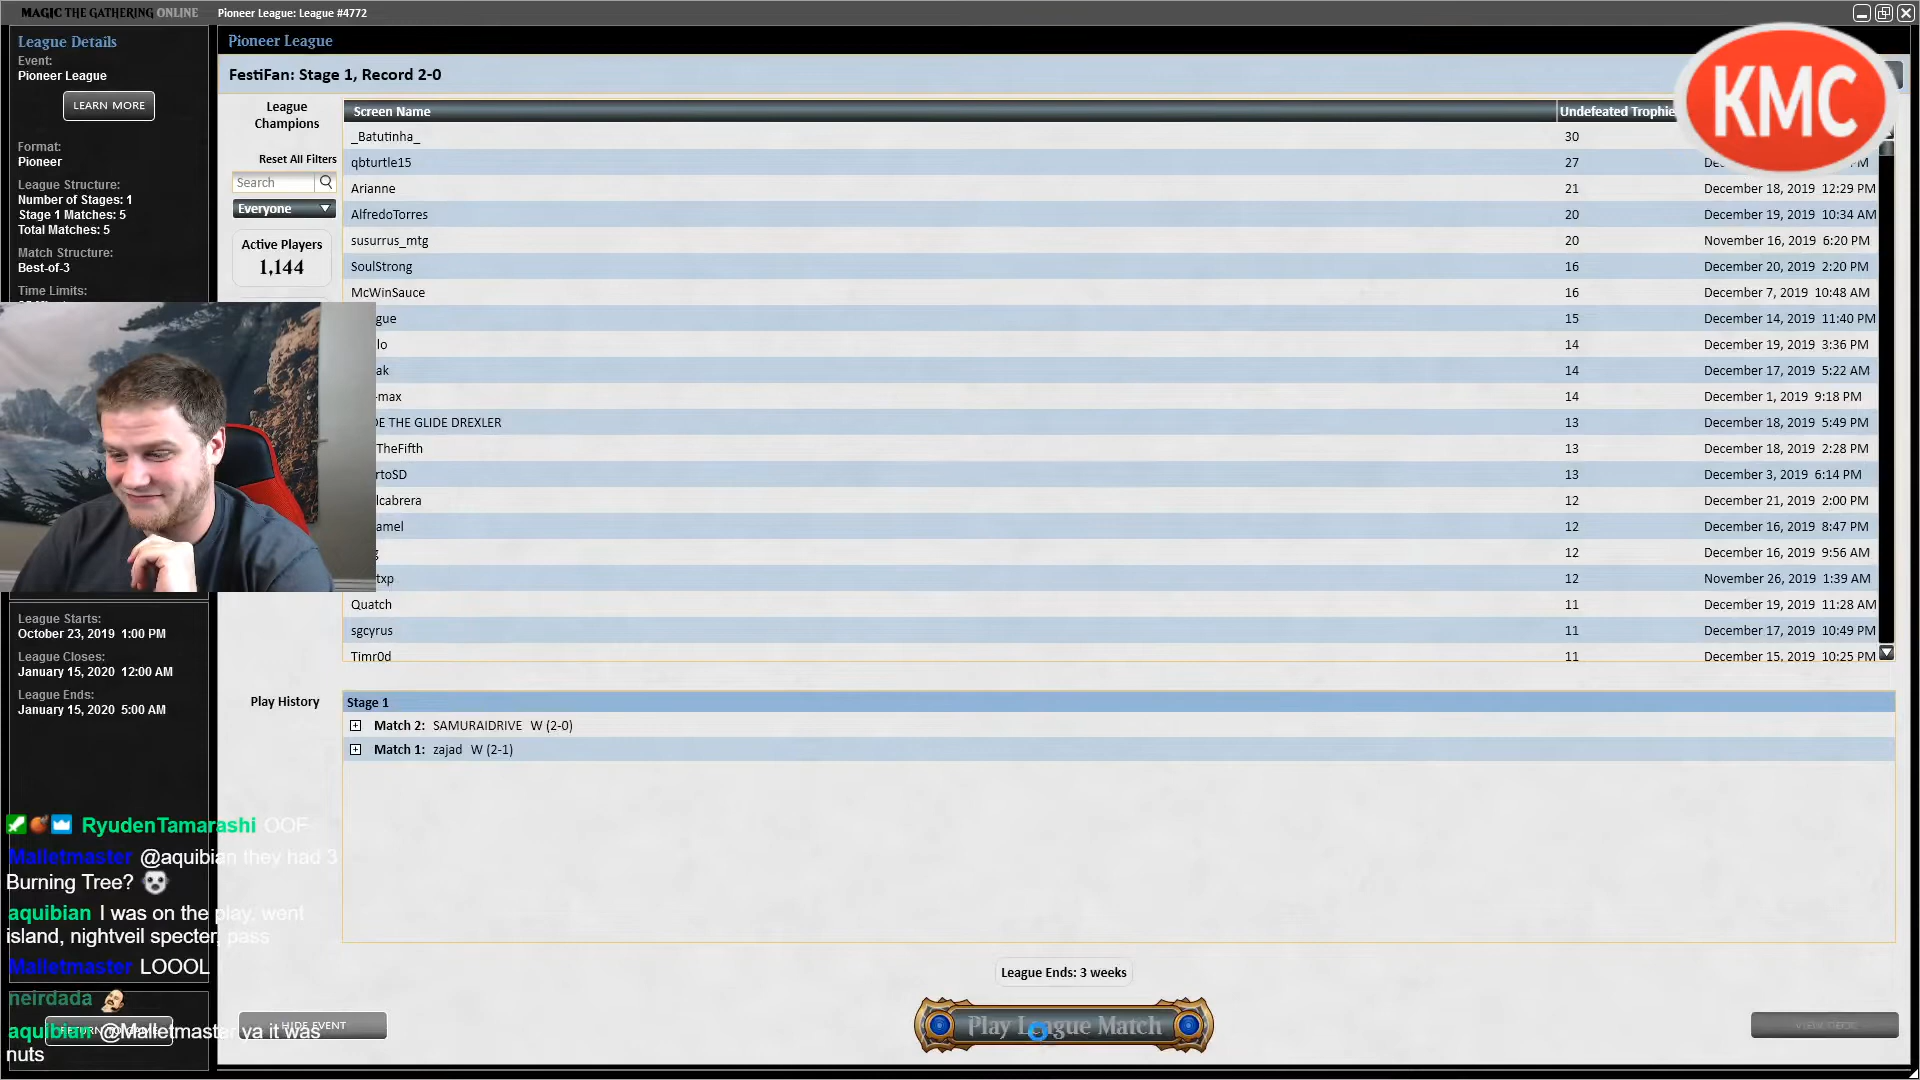 MAGIC THE GATHERING ONLINE
Pioneer League: League #4772
League Details
Event:
Pioneer League
LEARN MORE
Format:
Pioneer
League Structure:
Number of Stages: 1
Stage 1 Matches: 5
Total Matches: 5
Match Structure:
Best-of-3
Time Limits:
League Starts:
October 23, 2019 1:00 PM
League Closes:
January 15, 2020 12:00 AM
League Ends:
January 15, 2020 5:00 AM
Pioneer League
FestiFan: Stage 1, Record 2-0
KMC
League
Champions
Reset All Filters
Search
Everyone
Active Players
1,144
Screen Name Undefeated Trophie
_Batutinha_ 30
qbturtle15 27 PM
Arianne 21 December 18, 2019 12:29 PM
AlfredoTorres 20 December 19, 2019 10:34 AM
susurrus_mtg 20 November 16, 2019 6:20 PM
SoulStrong 16 December 20, 2019 2:20 PM
McWinSauce 16 December 7, 2019 10:48 AM
gue 15 December 14, 2019 11:40 PM
lo 14 December 19, 2019 3:36 PM
ak 14 December 17, 2019 5:22 AM
-max 14 December 1, 2019 9:18 PM
DE THE GLIDE DREXLER 13 December 18, 2019 5:49 PM
TheFifth 13 December 18, 2019 2:28 PM
rtoSD 13 December 3, 2019 6:14 PM
lcabrera 12 December 21, 2019 2:00 PM
amel 12 December 16, 2019 8:47 PM
g 12 December 16, 2019 9:56 AM
txp 12 November 26, 2019 1:39 AM
Quatch 11 December 19, 2019 11:28 AM
sgcyrus 11 December 17, 2019 10:49 PM
Timr0d 11 December 15, 2019 10:25 PM
Play History
Stage 1
Match 2: SAMURAIDRIVE W (2-0)
Match 1: zajad W (2-1)
League Ends: 3 weeks
Play League Match
HIDE EVENT
VIEW DECK
RyudenTamarashi OOF
Malletmaster @aquibian they had 3
Burning Tree?
aquibian I was on the play, went
island, nightveil specter, pass
Malletmaster LOOOL
neirdada
aquibian @Malletmaster ya it was
nuts